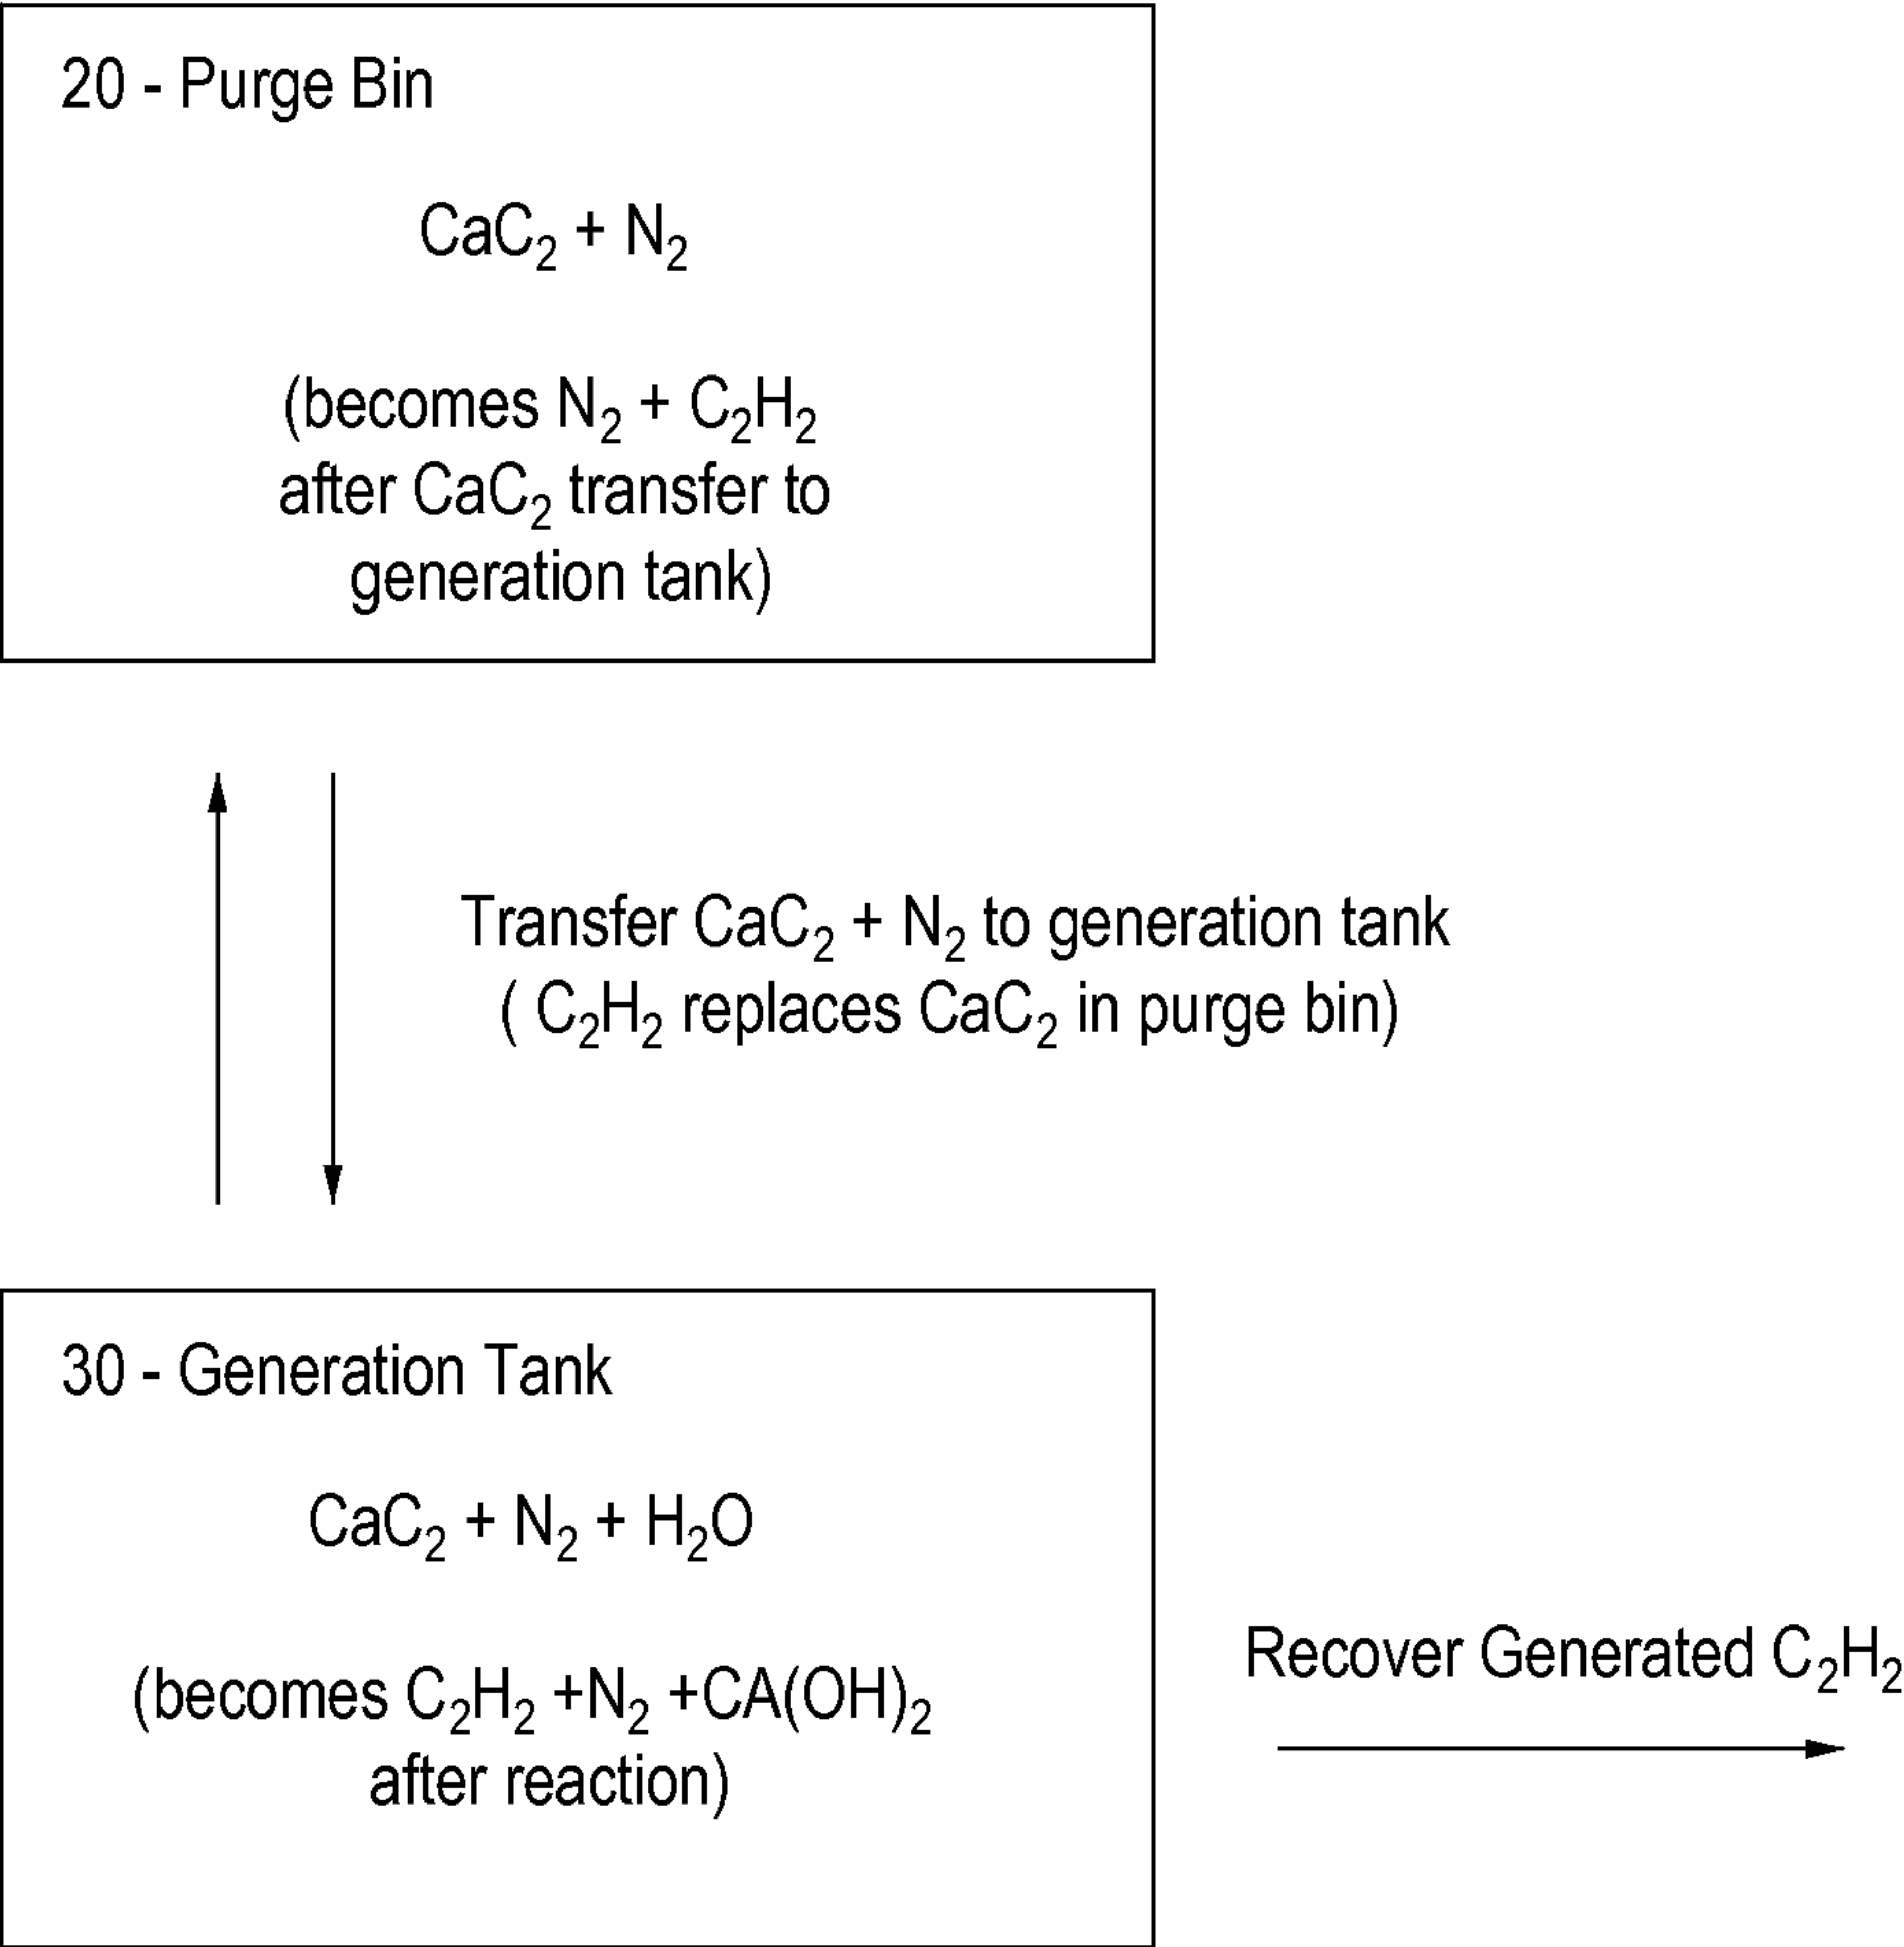 20 - Purge Bin
CaC₂ + N₂
(becomes N₂ + C₂H₂
after CaC₂ transfer to
generation tank)
Transfer CaC₂ + N₂ to generation tank
( C₂H₂ replaces CaC₂ in purge bin)
30 - Generation Tank
CaC₂ + N₂ + H₂O
(becomes C₂H₂ +N₂ +CA(OH)₂
after reaction)
Recover Generated C₂H₂